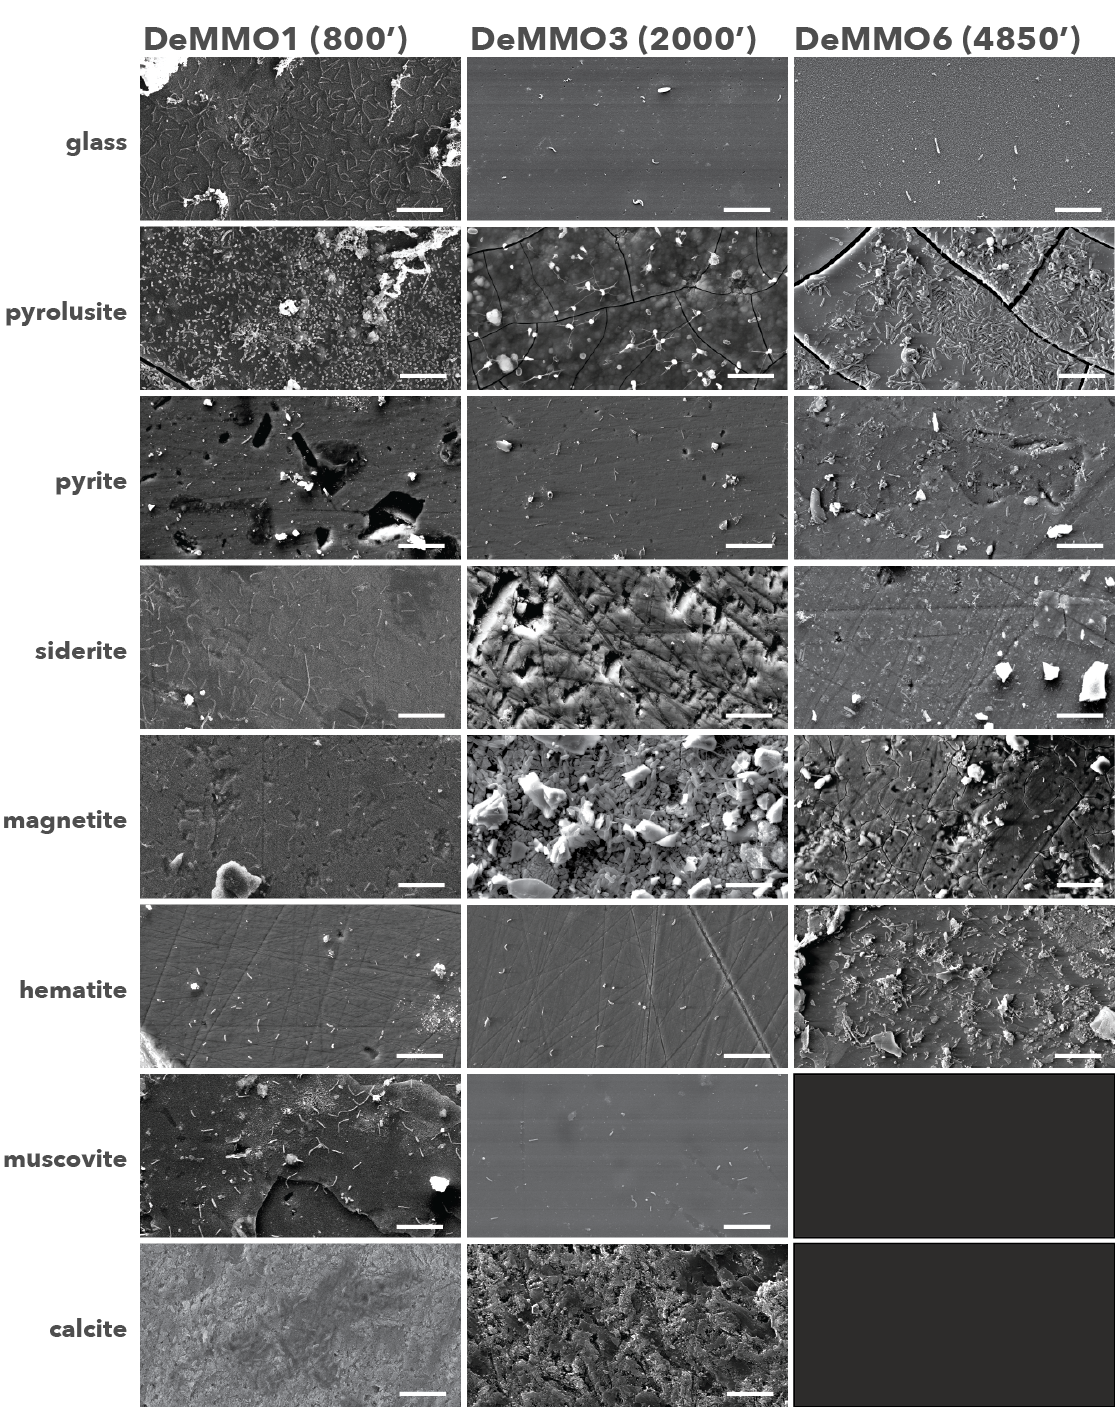 DeMMO1 (800’) DeMMO3 (2000’) DeMMO6 (4850’)
glass
pyrolusite
pyrite
siderite
magnetite
hematite
muscovite
calcite